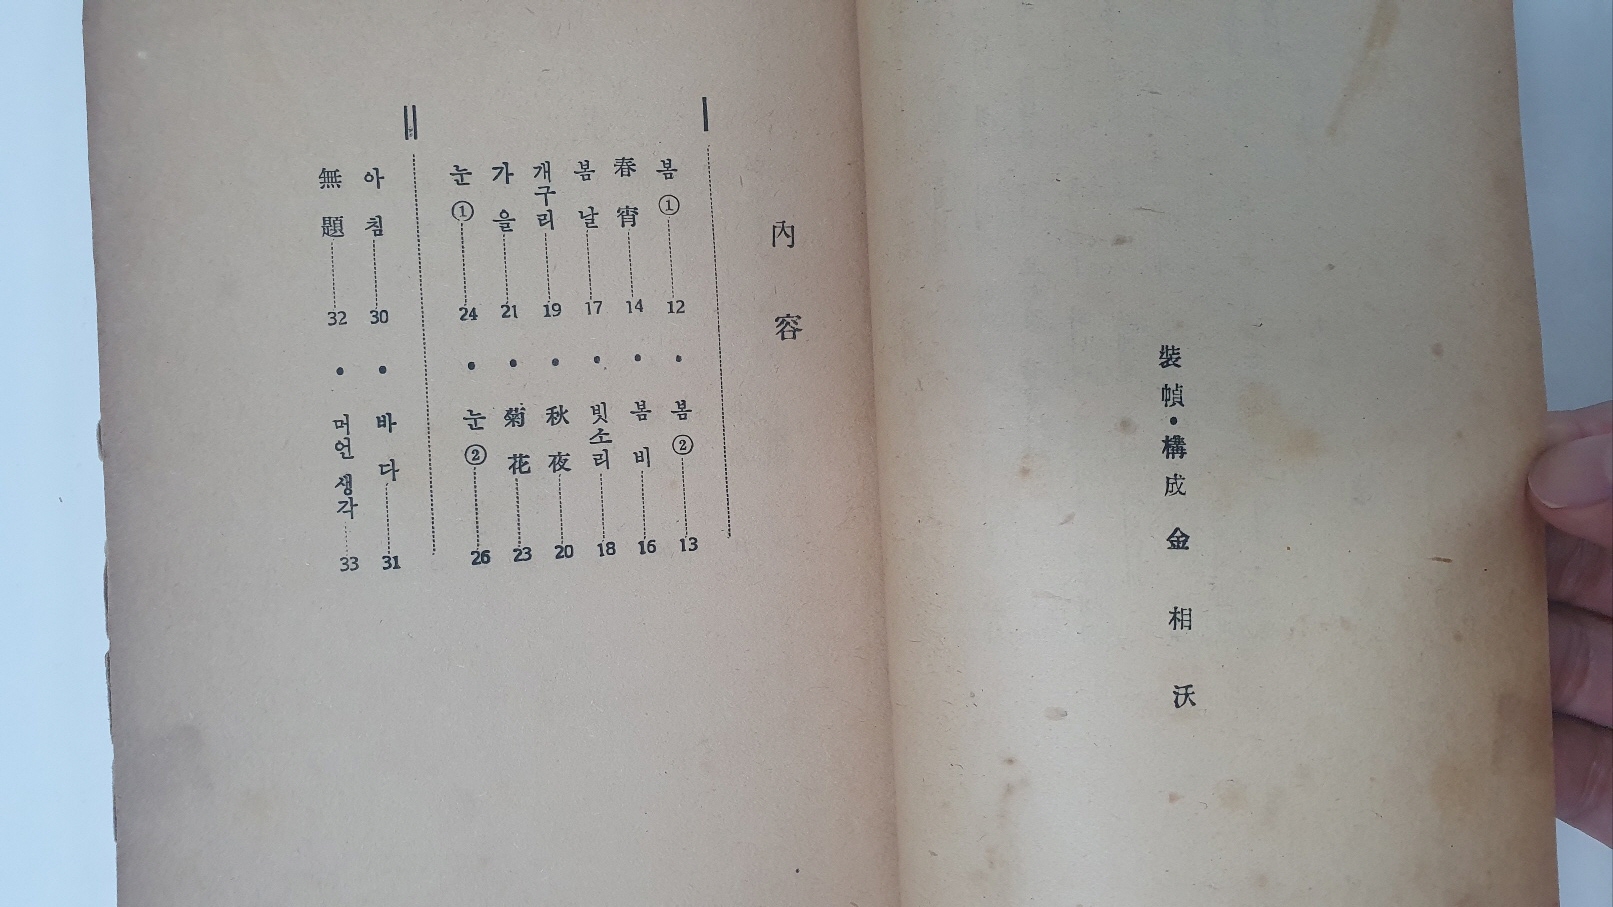 裝幀•構成 金相沃
內容
I
봄① 12 • 봄② 13
春宵 14 • 봄비 16
봄날 17 • 빗소리 18
개구리 19 • 秋夜 20
가을 21 • 菊花 23
눈① 24 • 눈② 26
II
아침 30 • 바다 31
無題 32 • 머언 생각 33